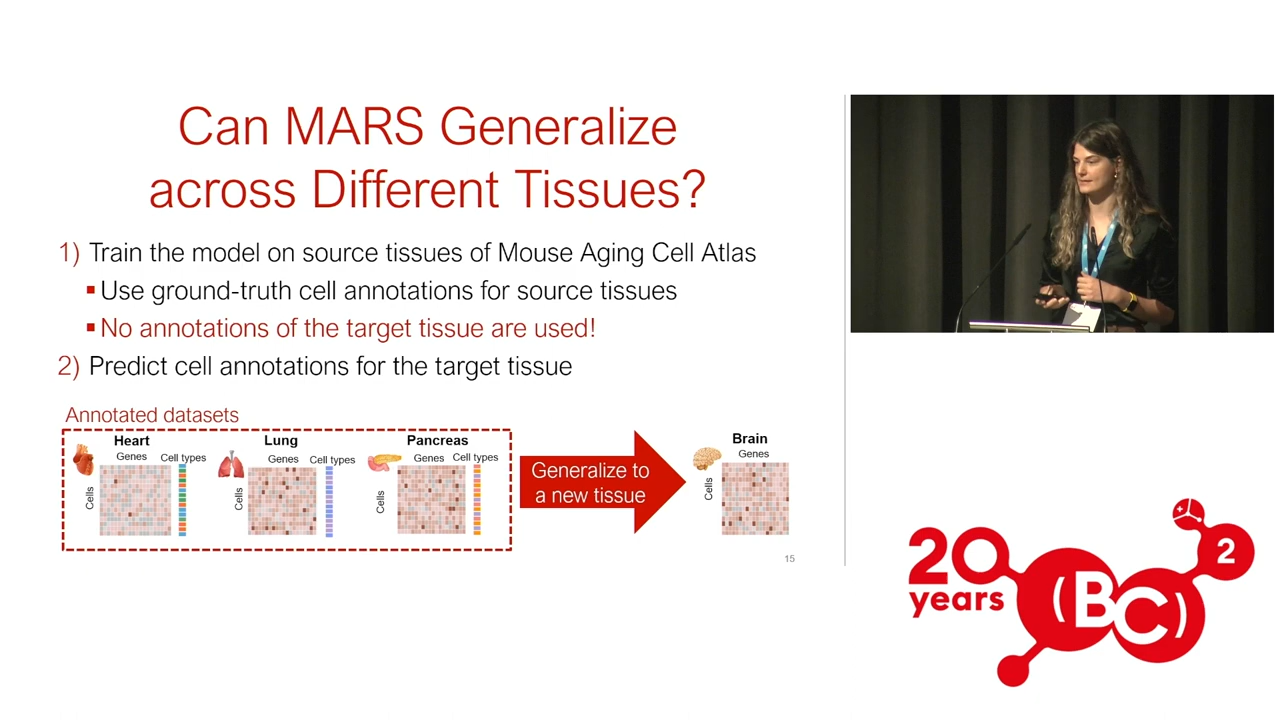 Can MARS Generalize
across Different Tissues?
1) Train the model on source tissues of Mouse Aging Cell Atlas
▪ Use ground-truth cell annotations for source tissues
▪ No annotations of the target tissue are used!
2) Predict cell annotations for the target tissue
Annotated datasets
Heart
Genes
Cell types
Cells
Lung
Genes
Cell types
Cells
Pancreas
Genes
Cell types
Cells
Generalize to
a new tissue
Brain
Genes
Cells
15
20
years
(BC)
2